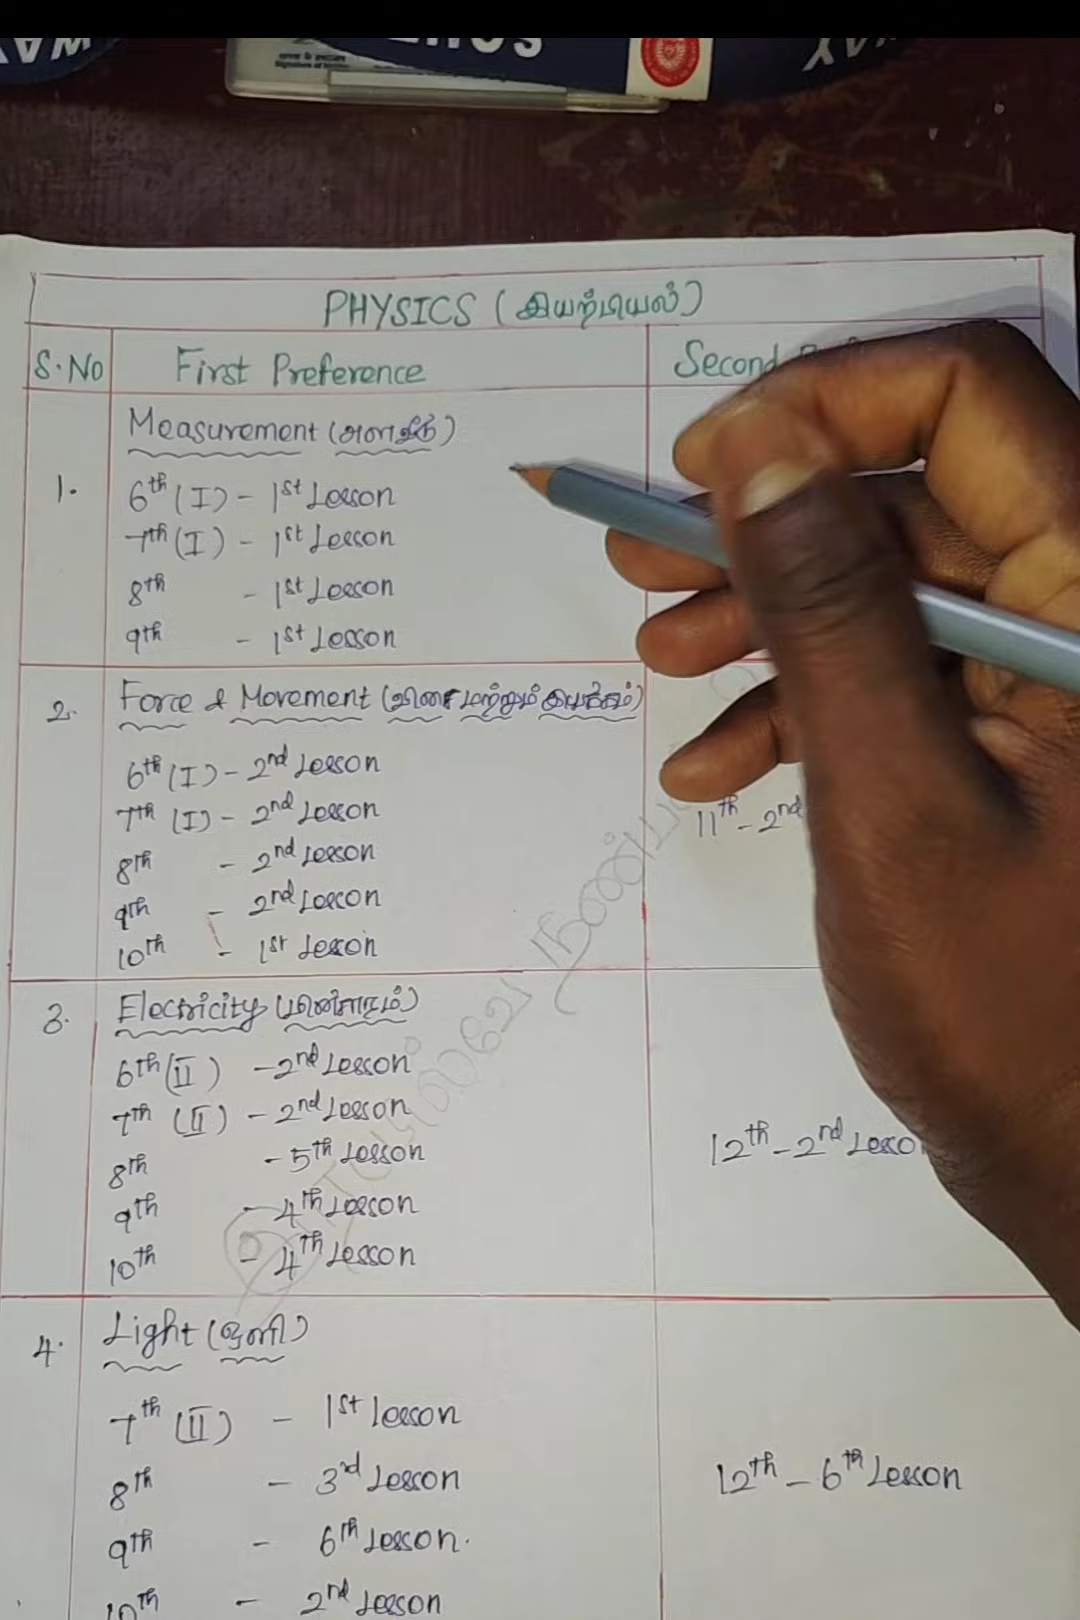 PHYSICS (இயற்பியல்)
S.NO First Preference Second
Measurement (அளவீடு)
1. 6th (I) - 1st Lesson
7th (I) - 1st Lesson
8th - 1st Lesson
9th - 1st Lesson
2. Force & Movement (விசை மற்றும் இயக்கம்)
6th (I) - 2nd Lesson
7th (I) - 2nd Lesson
8th - 2nd Lesson
9th - 2nd Lesson
10th - 1st Lesson
11th - 2nd
3. Electricity (மின்சாரம்)
6th (II) - 2nd Lesson
7th (II) - 2nd Lesson
8th - 5th Lesson
9th - 4th Lesson
10th - 4th Lesson
12th - 2nd
4. Light (ஒளி)
7th (II) - 1st Lesson
8th - 3rd Lesson
9th - 6th Lesson.
10th - 2nd Lesson
12th - 6th Lesson